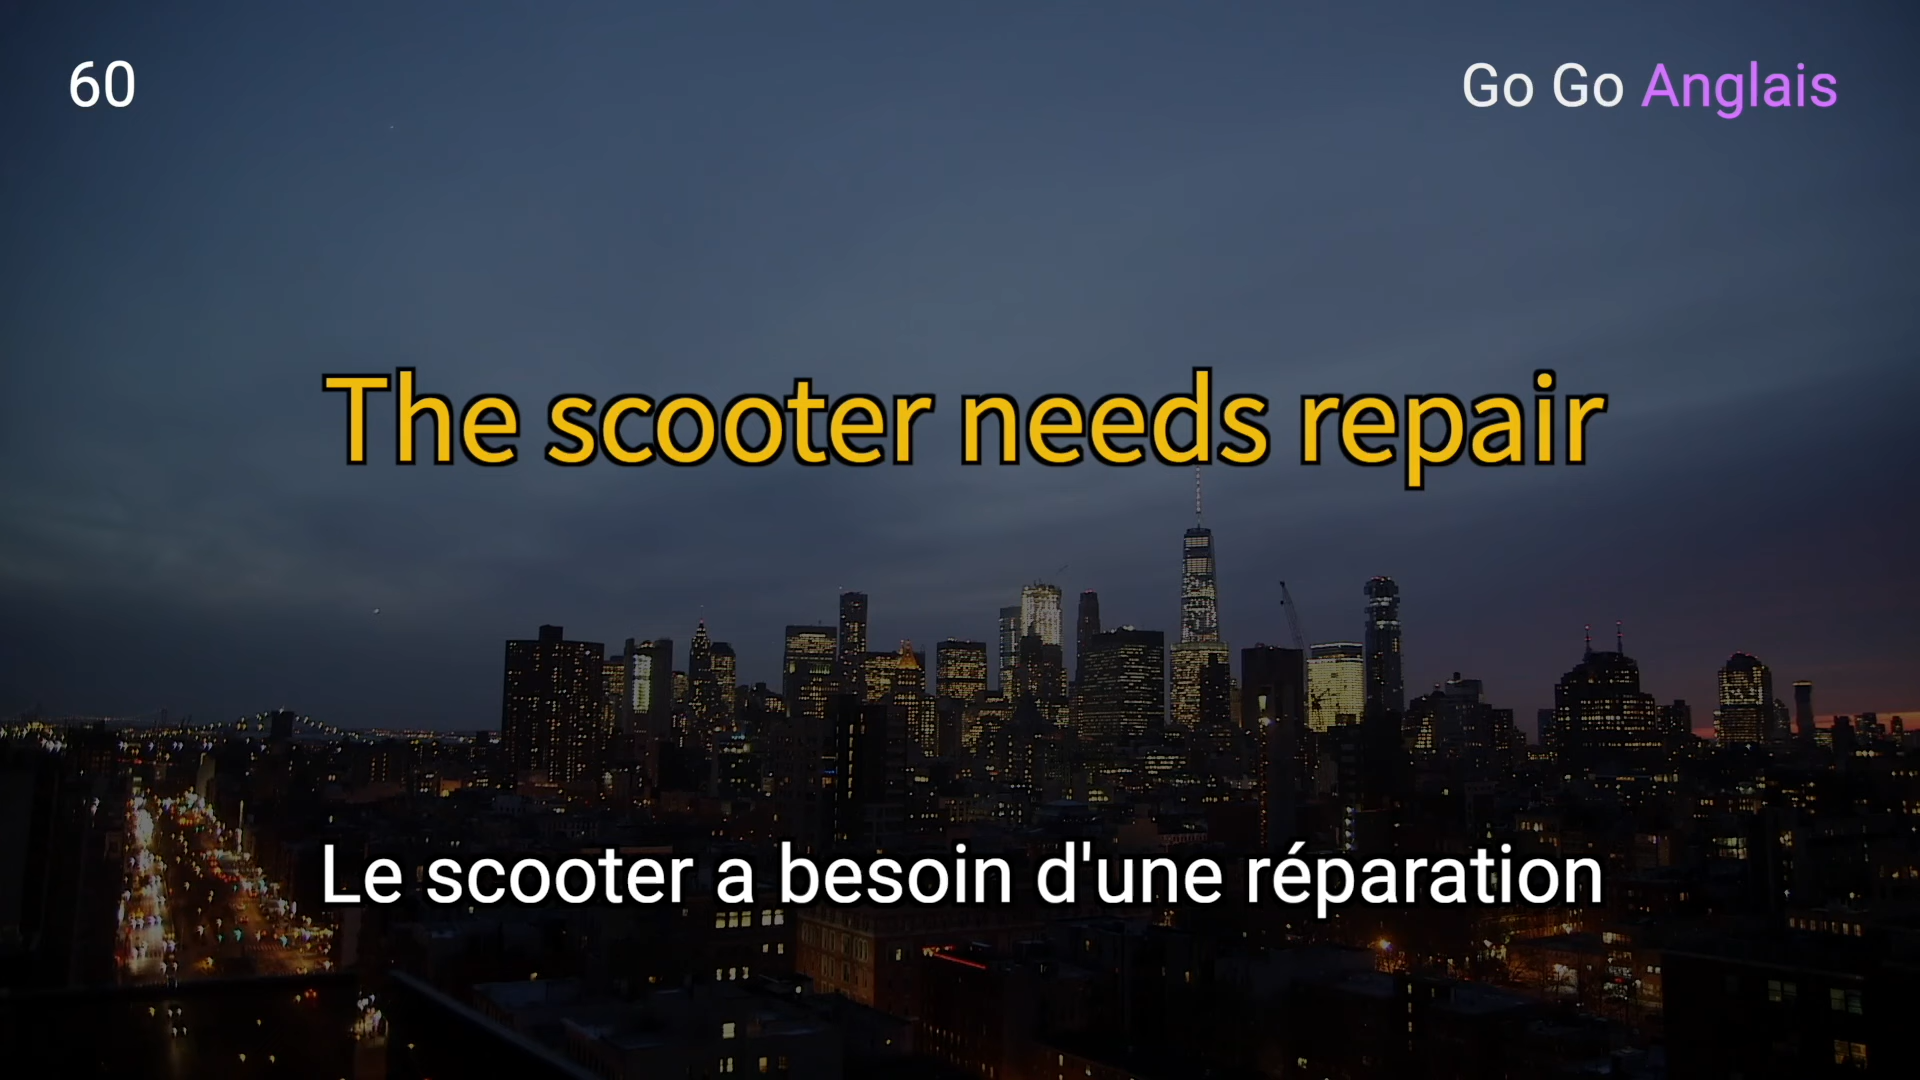 60
Go Go Anglais
The scooter needs repair
Le scooter a besoin d'une réparation